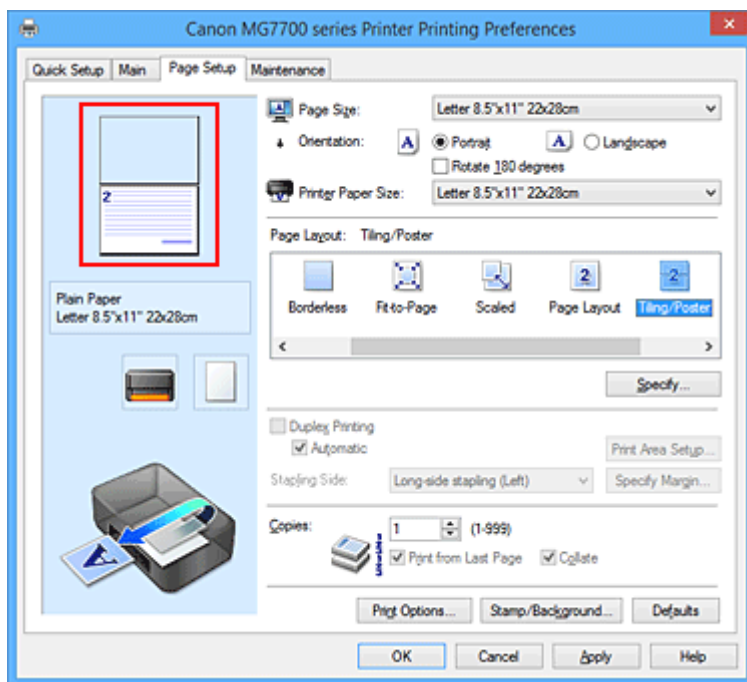 Canon MG7700 series Printer Printing Preferences
Quick Setup Main Page Setup Maintenance
Page Size: Letter 8.5"x11" 22x28cm
Orientation: A Portrait A Landscape
Rotate 180 degrees
Printer Paper Size: Letter 8.5"x11" 22x28cm
2
Page Layout: Tiling/Poster
2 2
Borderless Fit-to-Page Scaled Page Layout Tiling/Poster
Plain Paper
Letter 8.5"x11" 22x28cm
Specify...
Duplex Printing
Automatic Print Area Setup...
Stapling Side: Long-side stapling (Left) Specify Margin...
Copies: 1 (1-999)
Print from Last Page Collate
A
Print Options... Stamp/Background... Defaults
OK Cancel Apply Help